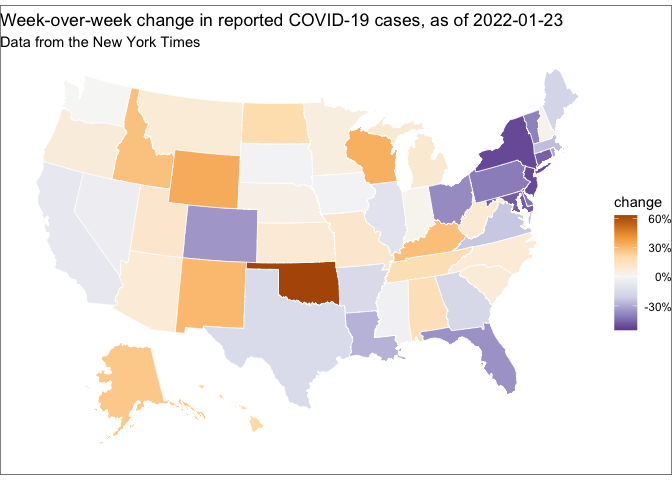 Week-over-week change in reported COVID-19 cases, as of 2022-01-23
Data from the New York Times
change
60%
30%
0%
-30%